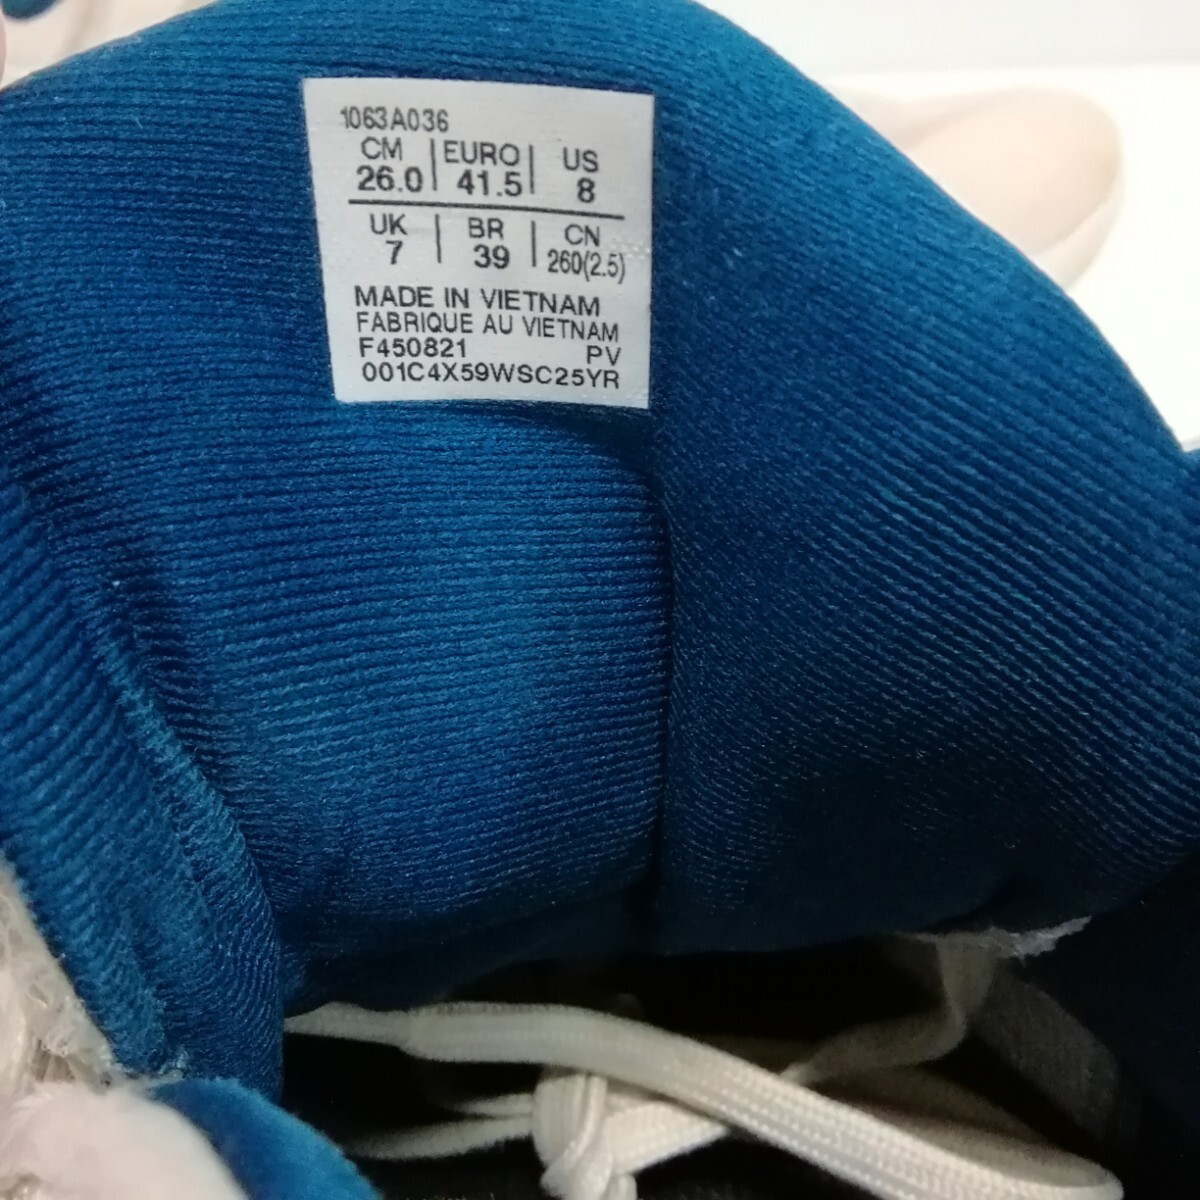 1063A036
CM | EURO | US
26.0 | 41.5 | 8
UK | BR | CN
7 | 39 | 260(2.5)
MADE IN VIETNAM
FABRIQUE AU VIETNAM
F450821 PV
001C4X59WSC25YR